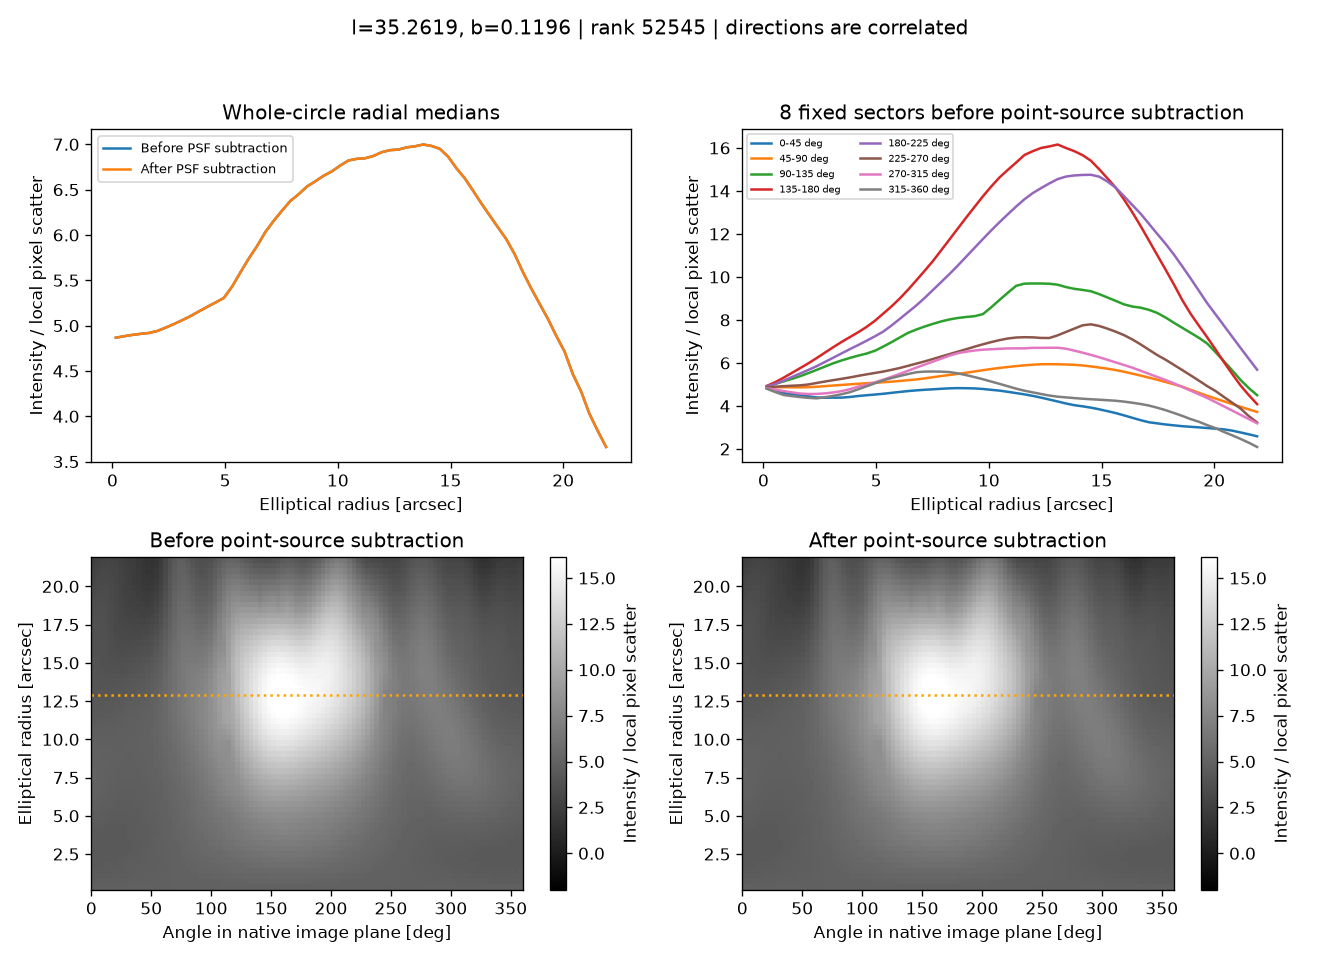 l=35.2619, b=0.1196 | rank 52545 | directions are correlated
Whole-circle radial medians
Before PSF subtraction
After PSF subtraction
7.0
6.5
6.0
5.5
5.0
4.5
4.0
3.5
Intensity / local pixel scatter
0
5
10
15
20
Elliptical radius [arcsec]
8 fixed sectors before point-source subtraction
0-45 deg
45-90 deg
90-135 deg
135-180 deg
180-225 deg
225-270 deg
270-315 deg
315-360 deg
16
14
12
10
8
6
4
2
Intensity / local pixel scatter
0
5
10
15
20
Elliptical radius [arcsec]
Before point-source subtraction
20.0
17.5
15.0
12.5
10.0
7.5
5.0
2.5
Elliptical radius [arcsec]
0
50
100
150
200
250
300
350
Angle in native image plane [deg]
15.0
12.5
10.0
7.5
5.0
2.5
0.0
Intensity / local pixel scatter
After point-source subtraction
20.0
17.5
15.0
12.5
10.0
7.5
5.0
2.5
Elliptical radius [arcsec]
0
50
100
150
200
250
300
350
Angle in native image plane [deg]
15.0
12.5
10.0
7.5
5.0
2.5
0.0
Intensity / local pixel scatter